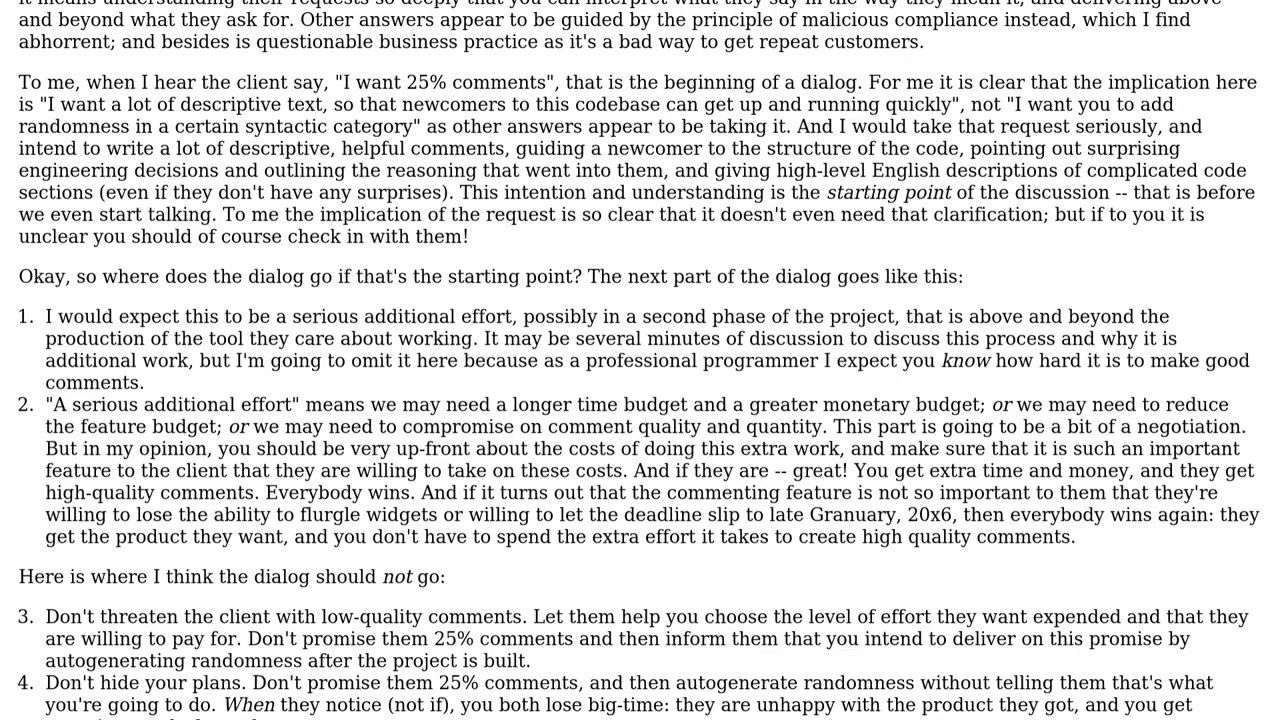 and beyond what they ask for. Other answers appear to be guided by the principle of malicious compliance instead, which I find
abhorrent; and besides is questionable business practice as it's a bad way to get repeat customers.
To me, when I hear the client say, "I want 25% comments", that is the beginning of a dialog. For me it is clear that the implication here
is "I want a lot of descriptive text, so that newcomers to this codebase can get up and running quickly", not "I want you to add
randomness in a certain syntactic category" as other answers appear to be taking it. And I would take that request seriously, and
intend to write a lot of descriptive, helpful comments, guiding a newcomer to the structure of the code, pointing out surprising
engineering decisions and outlining the reasoning that went into them, and giving high-level English descriptions of complicated code
sections (even if they don't have any surprises). This intention and understanding is the starting point of the discussion -- that is before
we even start talking. To me the implication of the request is so clear that it doesn't even need that clarification; but if to you it is
unclear you should of course check in with them!
Okay, so where does the dialog go if that's the starting point? The next part of the dialog goes like this:
1. I would expect this to be a serious additional effort, possibly in a second phase of the project, that is above and beyond the
production of the tool they care about working. It may be several minutes of discussion to discuss this process and why it is
additional work, but I'm going to omit it here because as a professional programmer I expect you know how hard it is to make good
comments.
2. "A serious additional effort" means we may need a longer time budget and a greater monetary budget; or we may need to reduce
the feature budget; or we may need to compromise on comment quality and quantity. This part is going to be a bit of a negotiation.
But in my opinion, you should be very up-front about the costs of doing this extra work, and make sure that it is such an important
feature to the client that they are willing to take on these costs. And if they are -- great! You get extra time and money, and they get
high-quality comments. Everybody wins. And if it turns out that the commenting feature is not so important to them that they're
willing to lose the ability to flurgle widgets or willing to let the deadline slip to late Granuary, 20x6, then everybody wins again: they
get the product they want, and you don't have to spend the extra effort it takes to create high quality comments.
Here is where I think the dialog should not go:
3. Don't threaten the client with low-quality comments. Let them help you choose the level of effort they want expended and that they
are willing to pay for. Don't promise them 25% comments and then inform them that you intend to deliver on this promise by
autogenerating randomness after the project is built.
4. Don't hide your plans. Don't promise them 25% comments, and then autogenerate randomness without telling them that's what
you're going to do. When they notice (not if), you both lose big-time: they are unhappy with the product they got, and you get